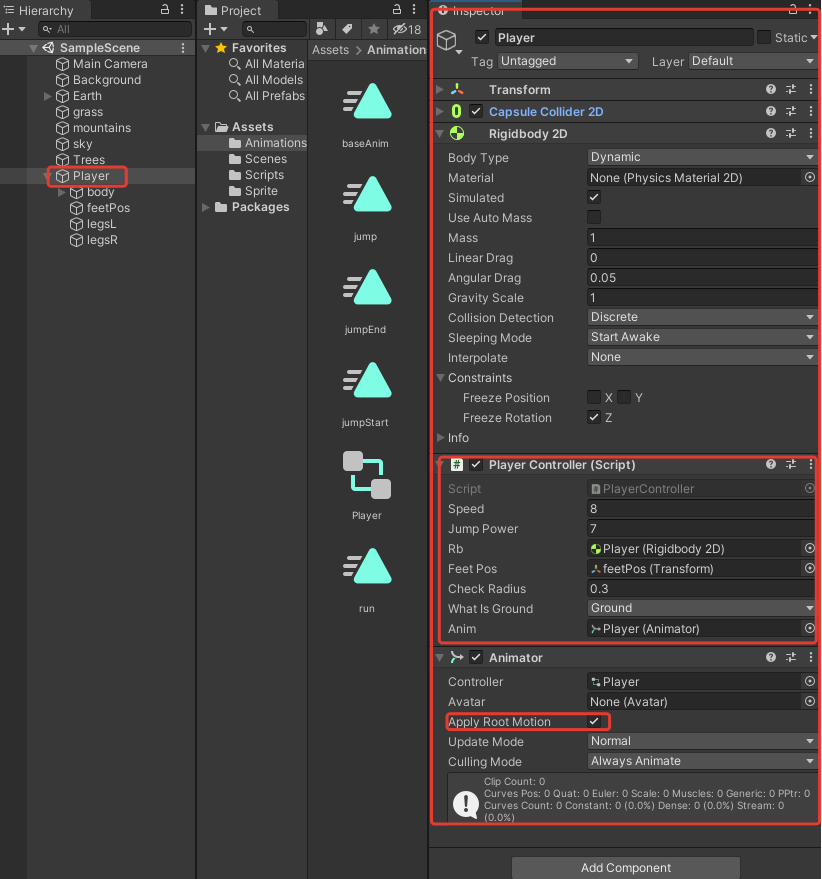 Hierarchy
All
SampleScene
Main Camera
Background
Earth
grass
mountains
sky
Trees
Player
body
feetPos
legsL
legsR
Project
18
Favorites
All Materia
All Models
All Prefabs
Assets
Animations
Scenes
Scripts
Sprite
Packages
Assets > Animation
baseAnim
jump
jumpEnd
jumpStart
Player
run
Inspector
Player
Static
Tag Untagged Layer Default
Transform
Capsule Collider 2D
Rigidbody 2D
Body Type Dynamic
Material None (Physics Material 2D)
Simulated
Use Auto Mass
Mass 1
Linear Drag 0
Angular Drag 0.05
Gravity Scale 1
Collision Detection Discrete
Sleeping Mode Start Awake
Interpolate None
Constraints
Freeze Position X Y
Freeze Rotation Z
Info
# Player Controller (Script)
Script PlayerController
Speed 8
Jump Power 7
Rb Player (Rigidbody 2D)
Feet Pos feetPos (Transform)
Check Radius 0.3
What Is Ground Ground
Anim Player (Animator)
Animator
Controller Player
Avatar None (Avatar)
Apply Root Motion
Update Mode Normal
Culling Mode Always Animate
Clip Count: 0
Curves Pos: 0 Quat: 0 Euler: 0 Scale: 0 Muscles: 0 Generic: 0 PPtr: 0
Curves Count: 0 Constant: 0 (0.0%) Dense: 0 (0.0%) Stream: 0
(0.0%)
Add Component